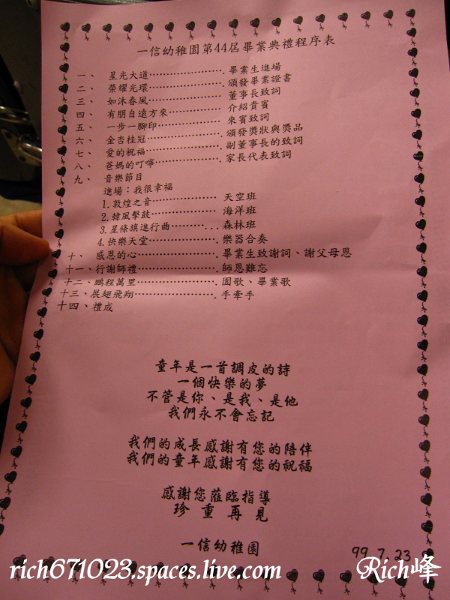 一信幼稚園第44屆畢業典禮程序表
一、 星光大道……………………畢業生進場
二、 榮耀光環……………………頒發畢業證書
三、 如沐春風……………………董事長致詞
四、 有朋自遠方來………………介紹貴賓
五、 一步一腳印…………………來賓致詞
六、 金否桂冠……………………頒發獎狀與獎品
七、 愛的祝福……………………副董事長的致詞
八、 爸媽的叮嚀…………………家長代表致詞
九、 音樂節目
進場：我很幸福
1.敦煌之音………………天空班
2.韓風擊鼓………………海洋班
3.星條旗進行曲………...森林班
4.快樂天堂………………樂器合奏
十、 感恩的心……………………畢業生致謝詞、謝父母恩
十一、行謝師禮……………………師恩難忘
十二、鵬程萬里……………………園歌、畢業歌
十三、展翅飛翔……………………手牽手
十四、禮成
童年是一首調皮的詩
一個快樂的夢
不管是你、是我、是他
我們永不會忘記
我們的成長感謝有您的陪伴
我們的童年感謝有您的祝福
感謝您蒞臨指導
珍重再見
一信幼稚園
99.7.23
rich671023.spaces.live.com
Rich峰